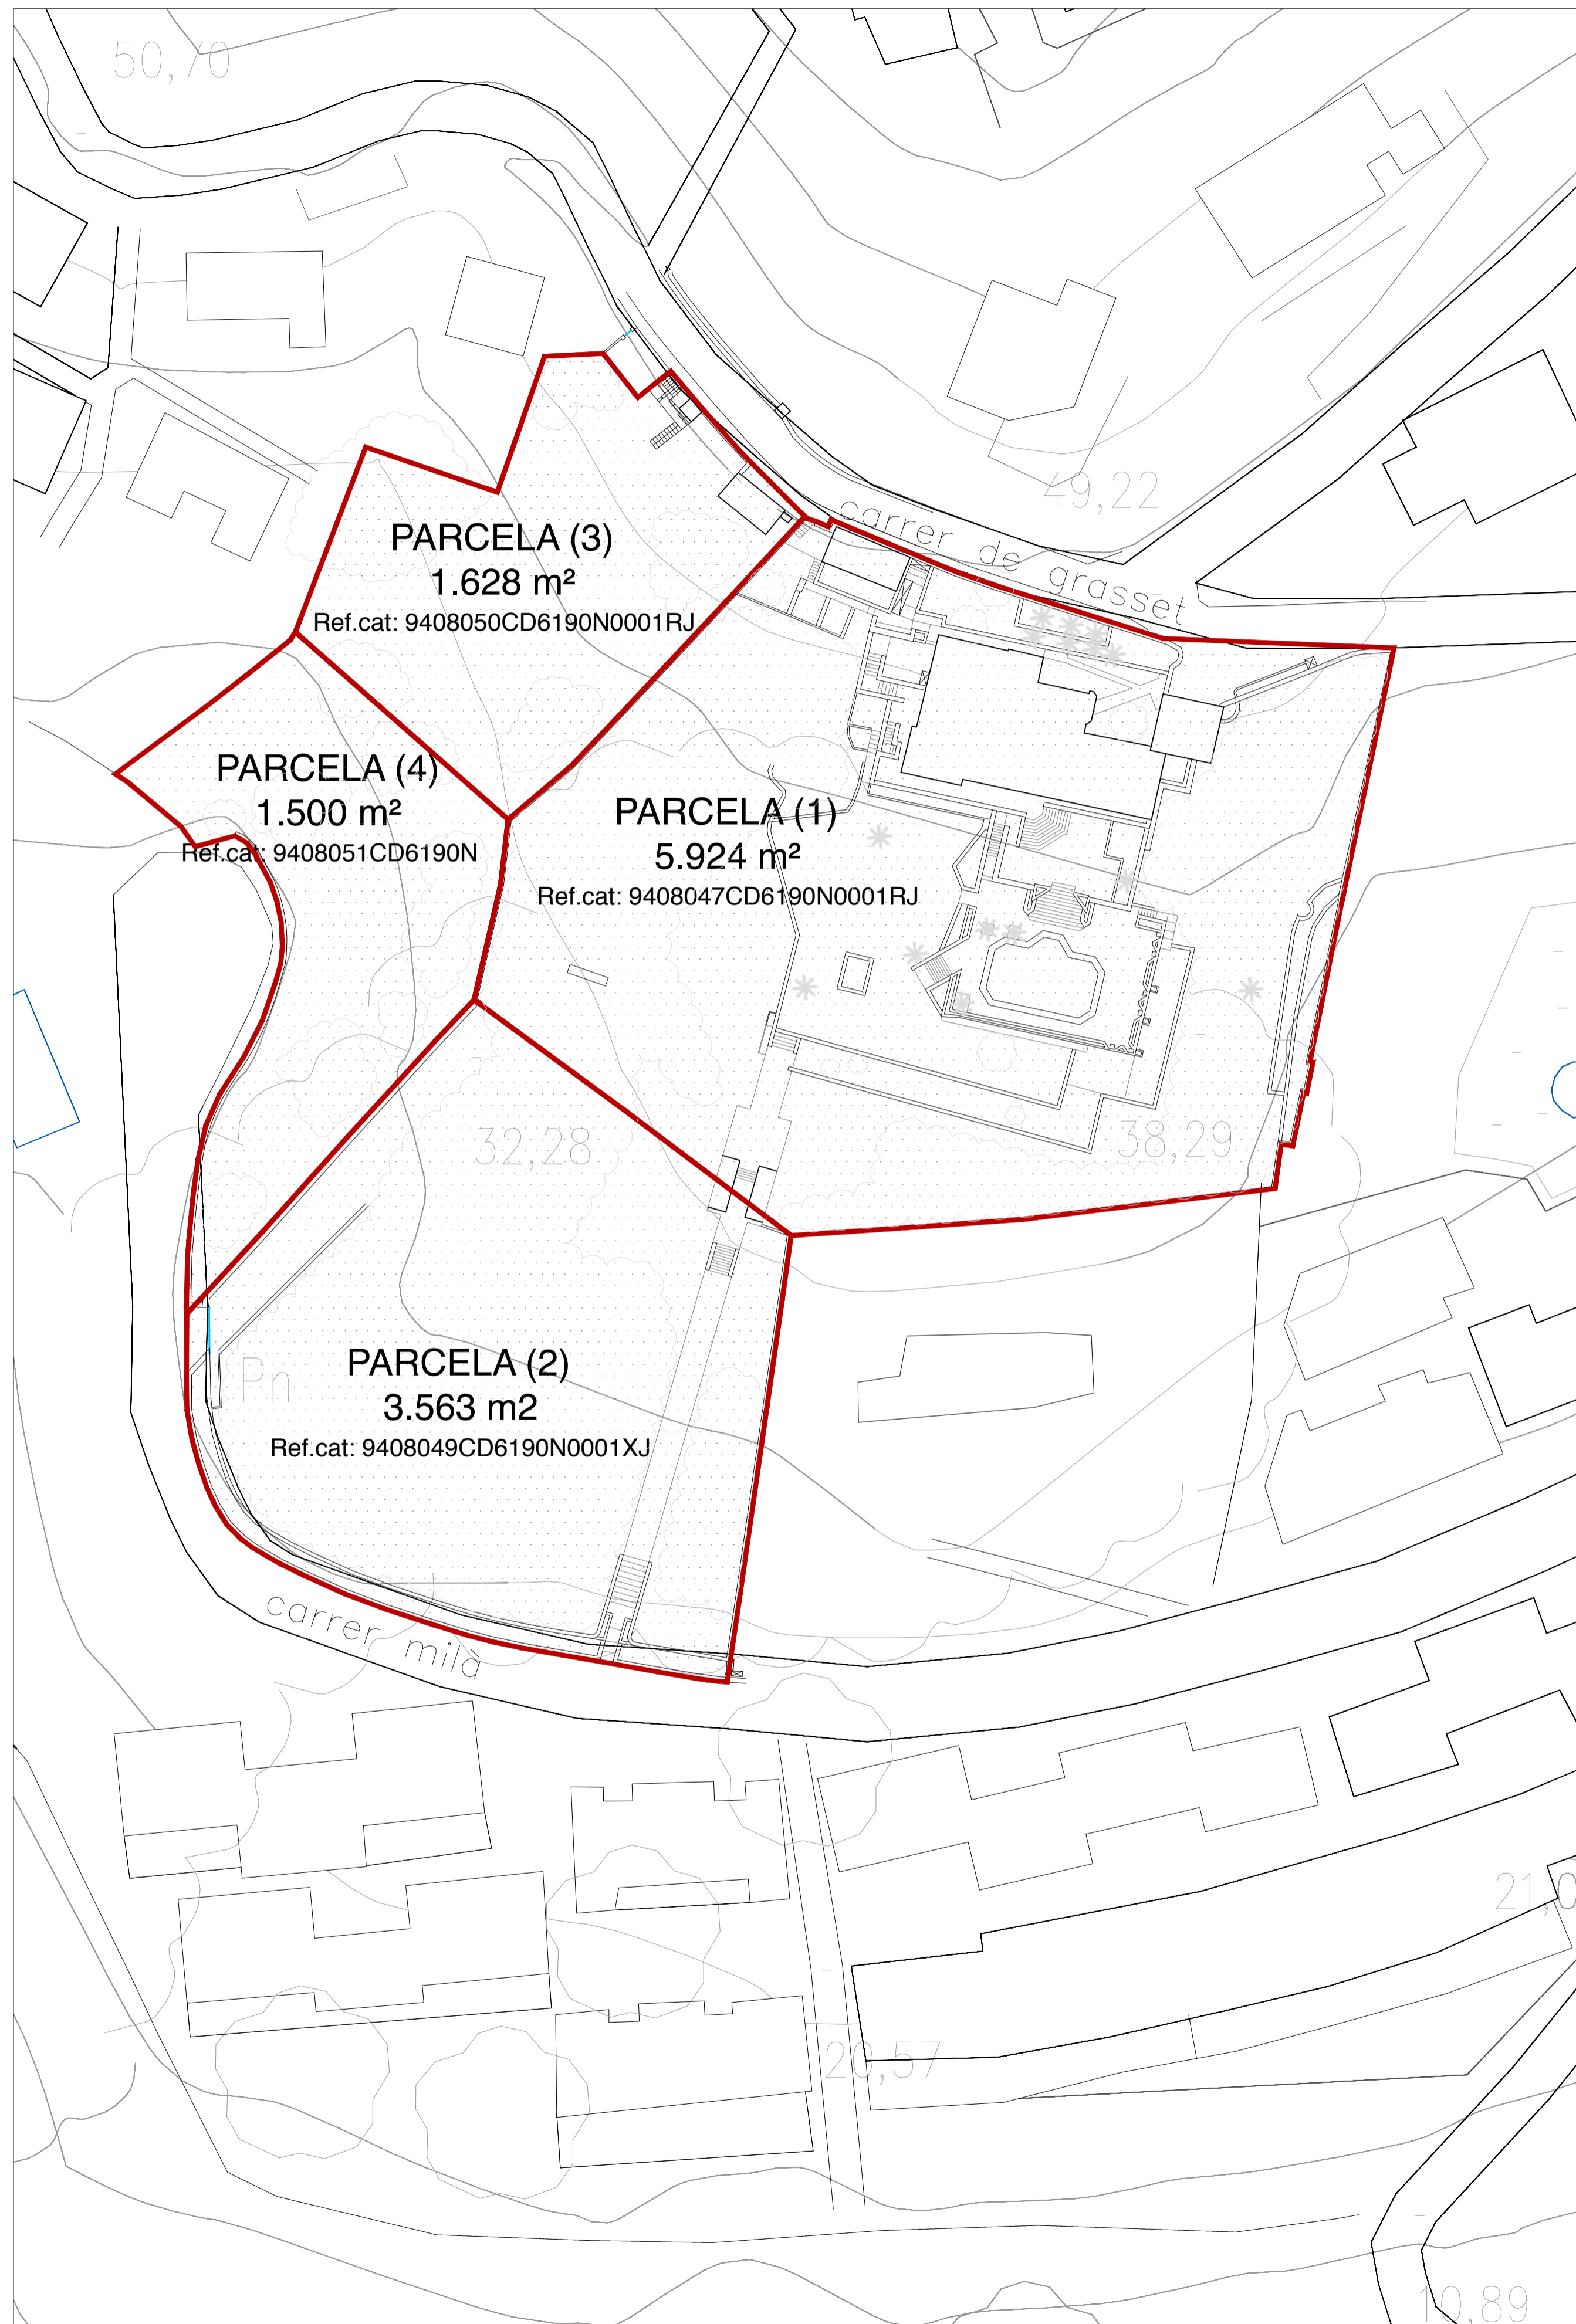 50,70
49,22
carrer de grasset
PARCELA (3)
1.628 m²
Ref.cat: 9408050CD6190N0001RJ
PARCELA (4)
1.500 m²
Ref.cat: 9408051CD6190N
PARCELA (1)
5.924 m²
Ref.cat: 9408047CD6190N0001RJ
32,28
38,29
PARCELA (2)
3.563 m2
Ref.cat: 9408049CD6190N0001XJ
Pn
carrer milà
21,0
20,57
10,89